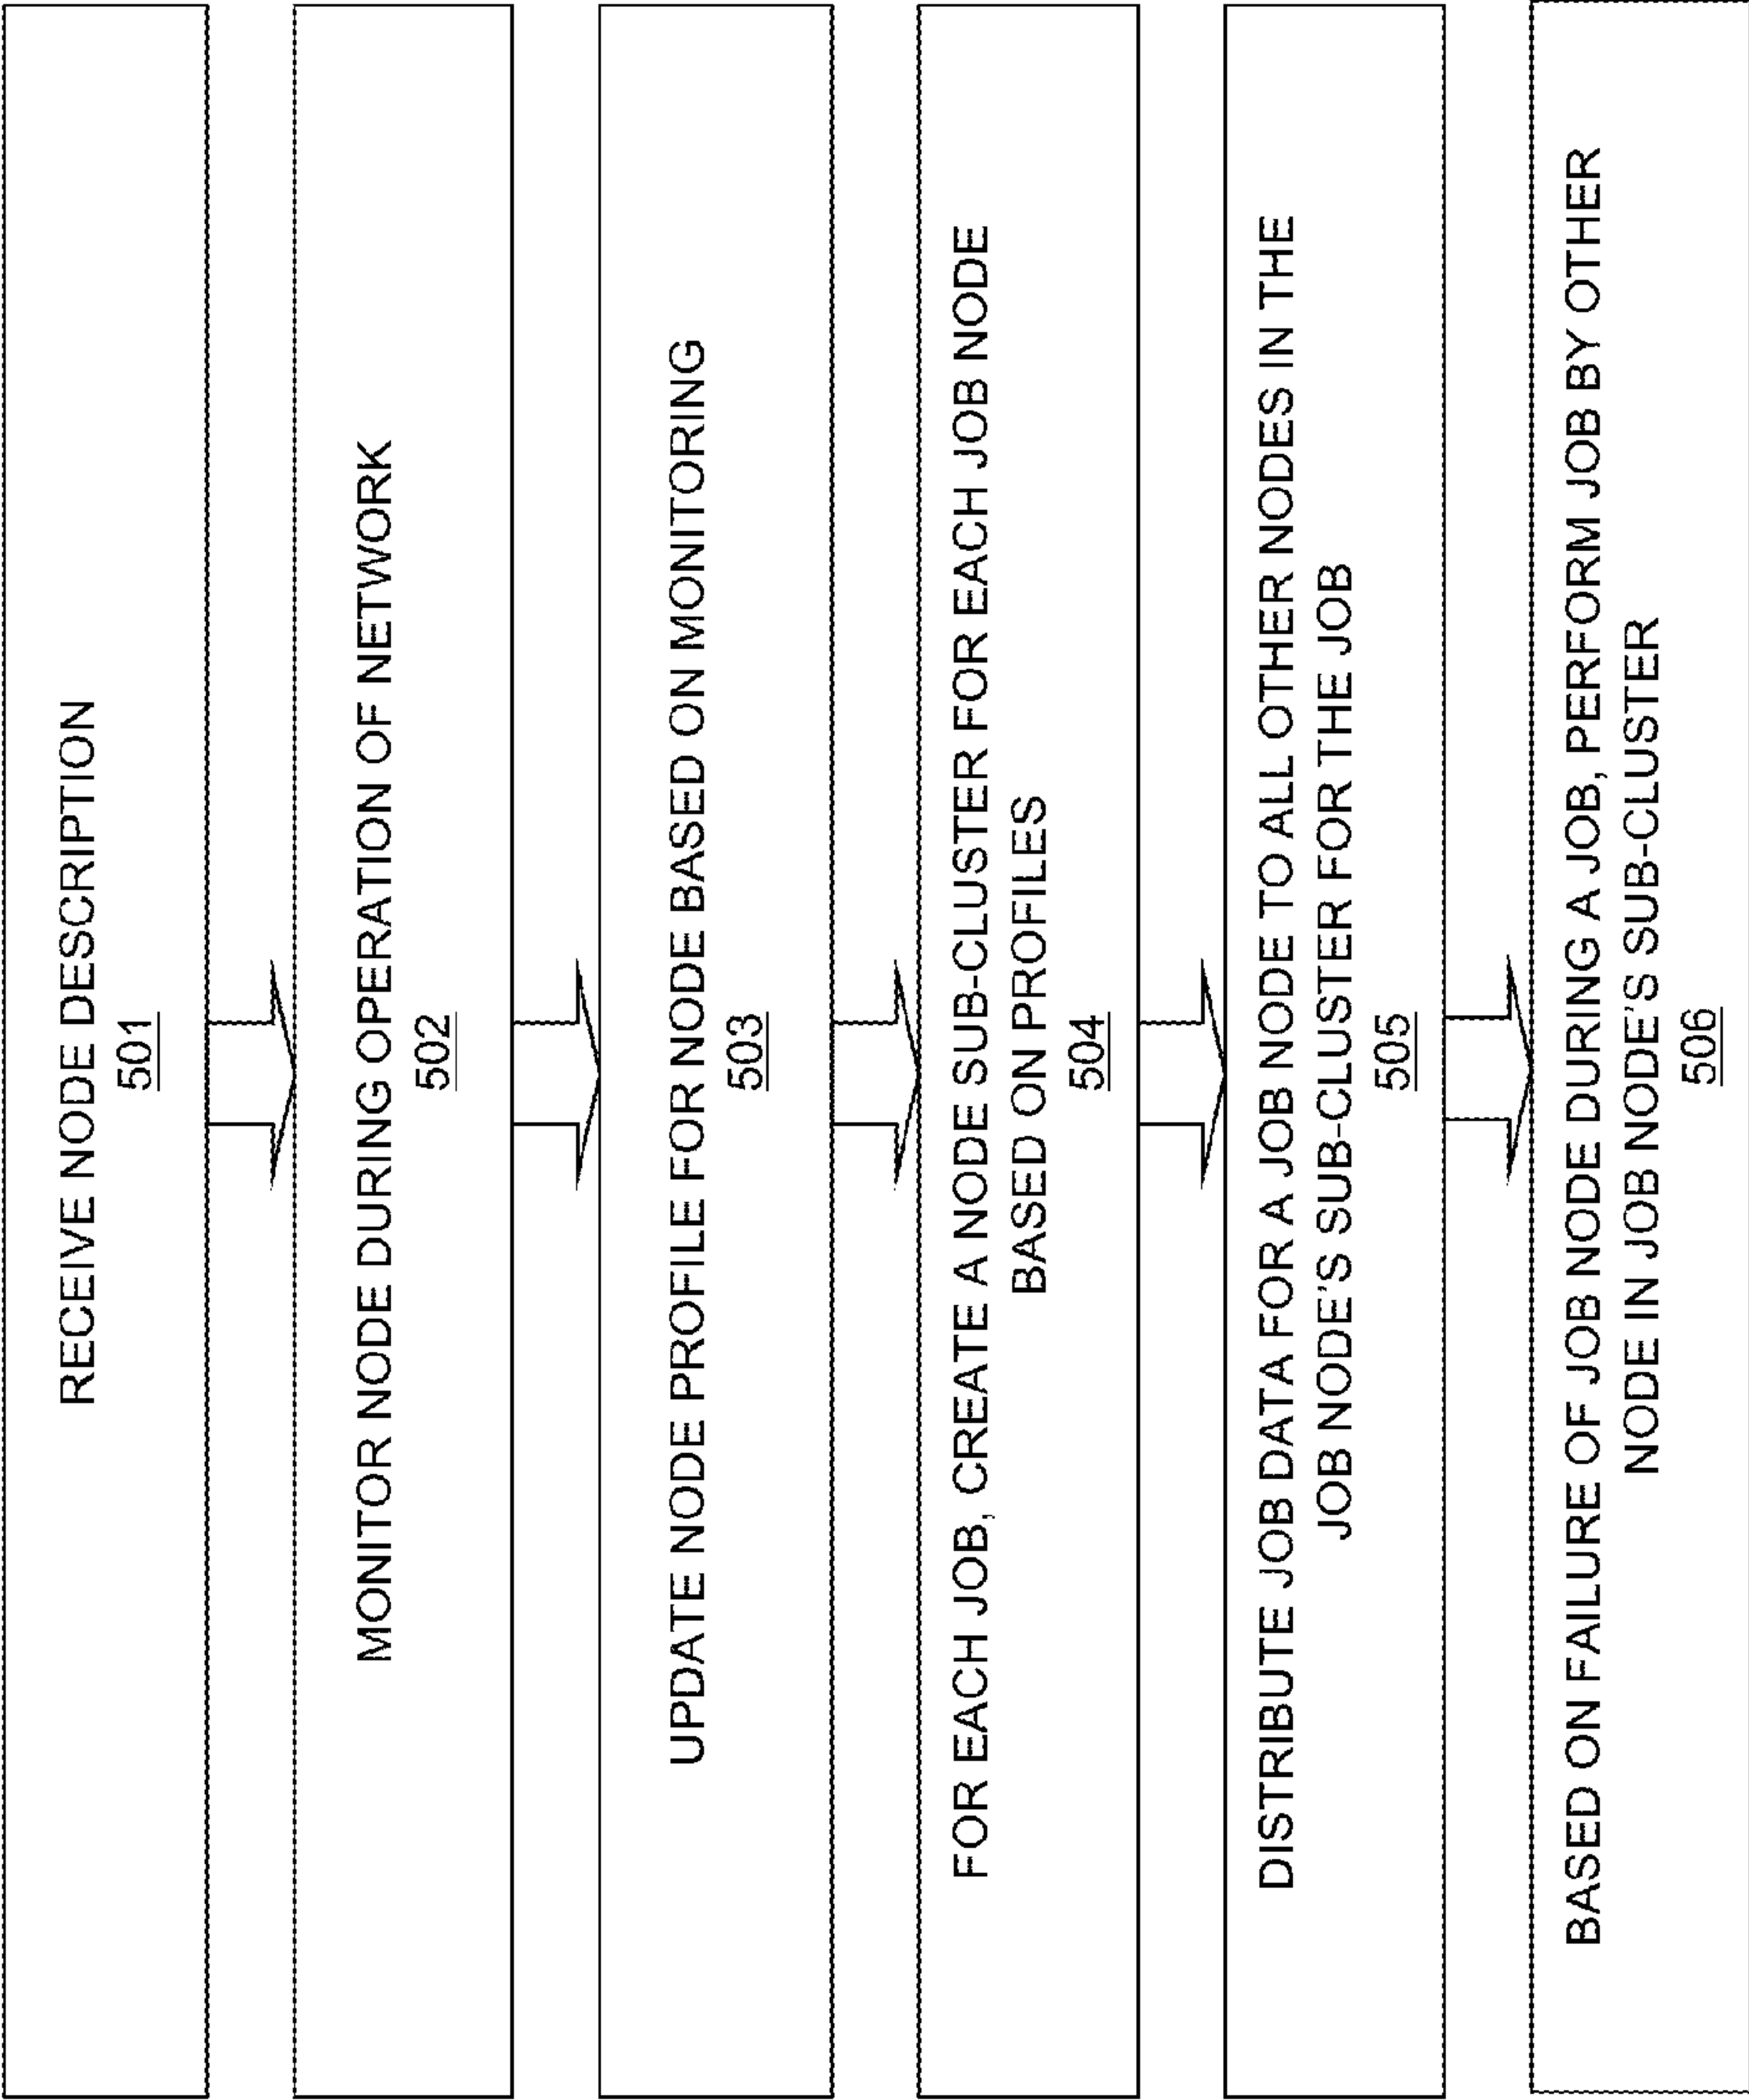 RECEIVE NODE DESCRIPTION
501
MONITOR NODE DURING OPERATION OF NETWORK
502
UPDATE NODE PROFILE FOR NODE BASED ON MONITORING
503
FOR EACH JOB, CREATE A NODE SUB-CLUSTER FOR EACH JOB NODE
BASED ON PROFILES
504
DISTRIBUTE JOB DATA FOR A JOB NODE TO ALL OTHER NODES IN THE
JOB NODE'S SUB-CLUSTER FOR THE JOB
505
BASED ON FAILURE OF JOB NODE DURING A JOB, PERFORM JOB BY OTHER
NODE IN JOB NODE'S SUB-CLUSTER
506